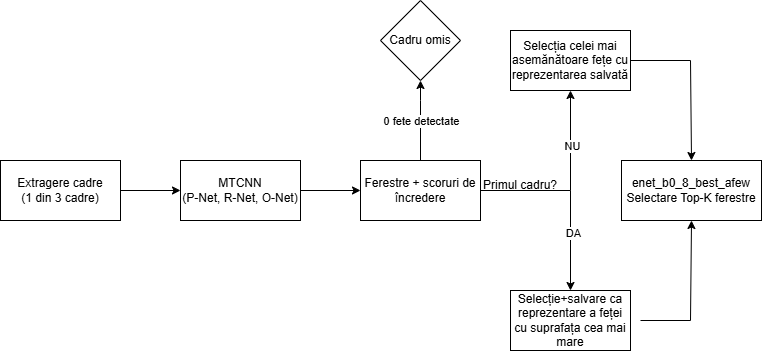 Cadru omis
Selecția celei mai
asemănătoare fețe cu
reprezentarea salvată
0 fete detectate
NU
Extragere cadre
(1 din 3 cadre)
MTCNN
(P-Net, R-Net, O-Net)
Ferestre + scoruri de
încredere
Primul cadru?
enet_b0_8_best_afew
Selectare Top-K ferestre
DA
Selecție+salvare ca
reprezentare a feței
cu suprafața cea mai
mare